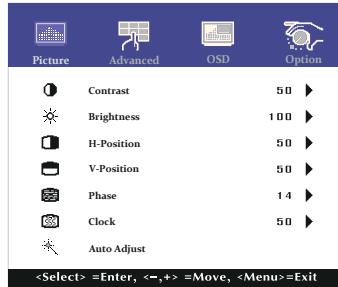 Picture Advanced OSD Option
Contrast 50
Brightness 100
H-Position 50
V-Position 50
Phase 14
Clock 50
Auto Adjust
<Select> =Enter, <-,+> =Move, <Menu>=Exit